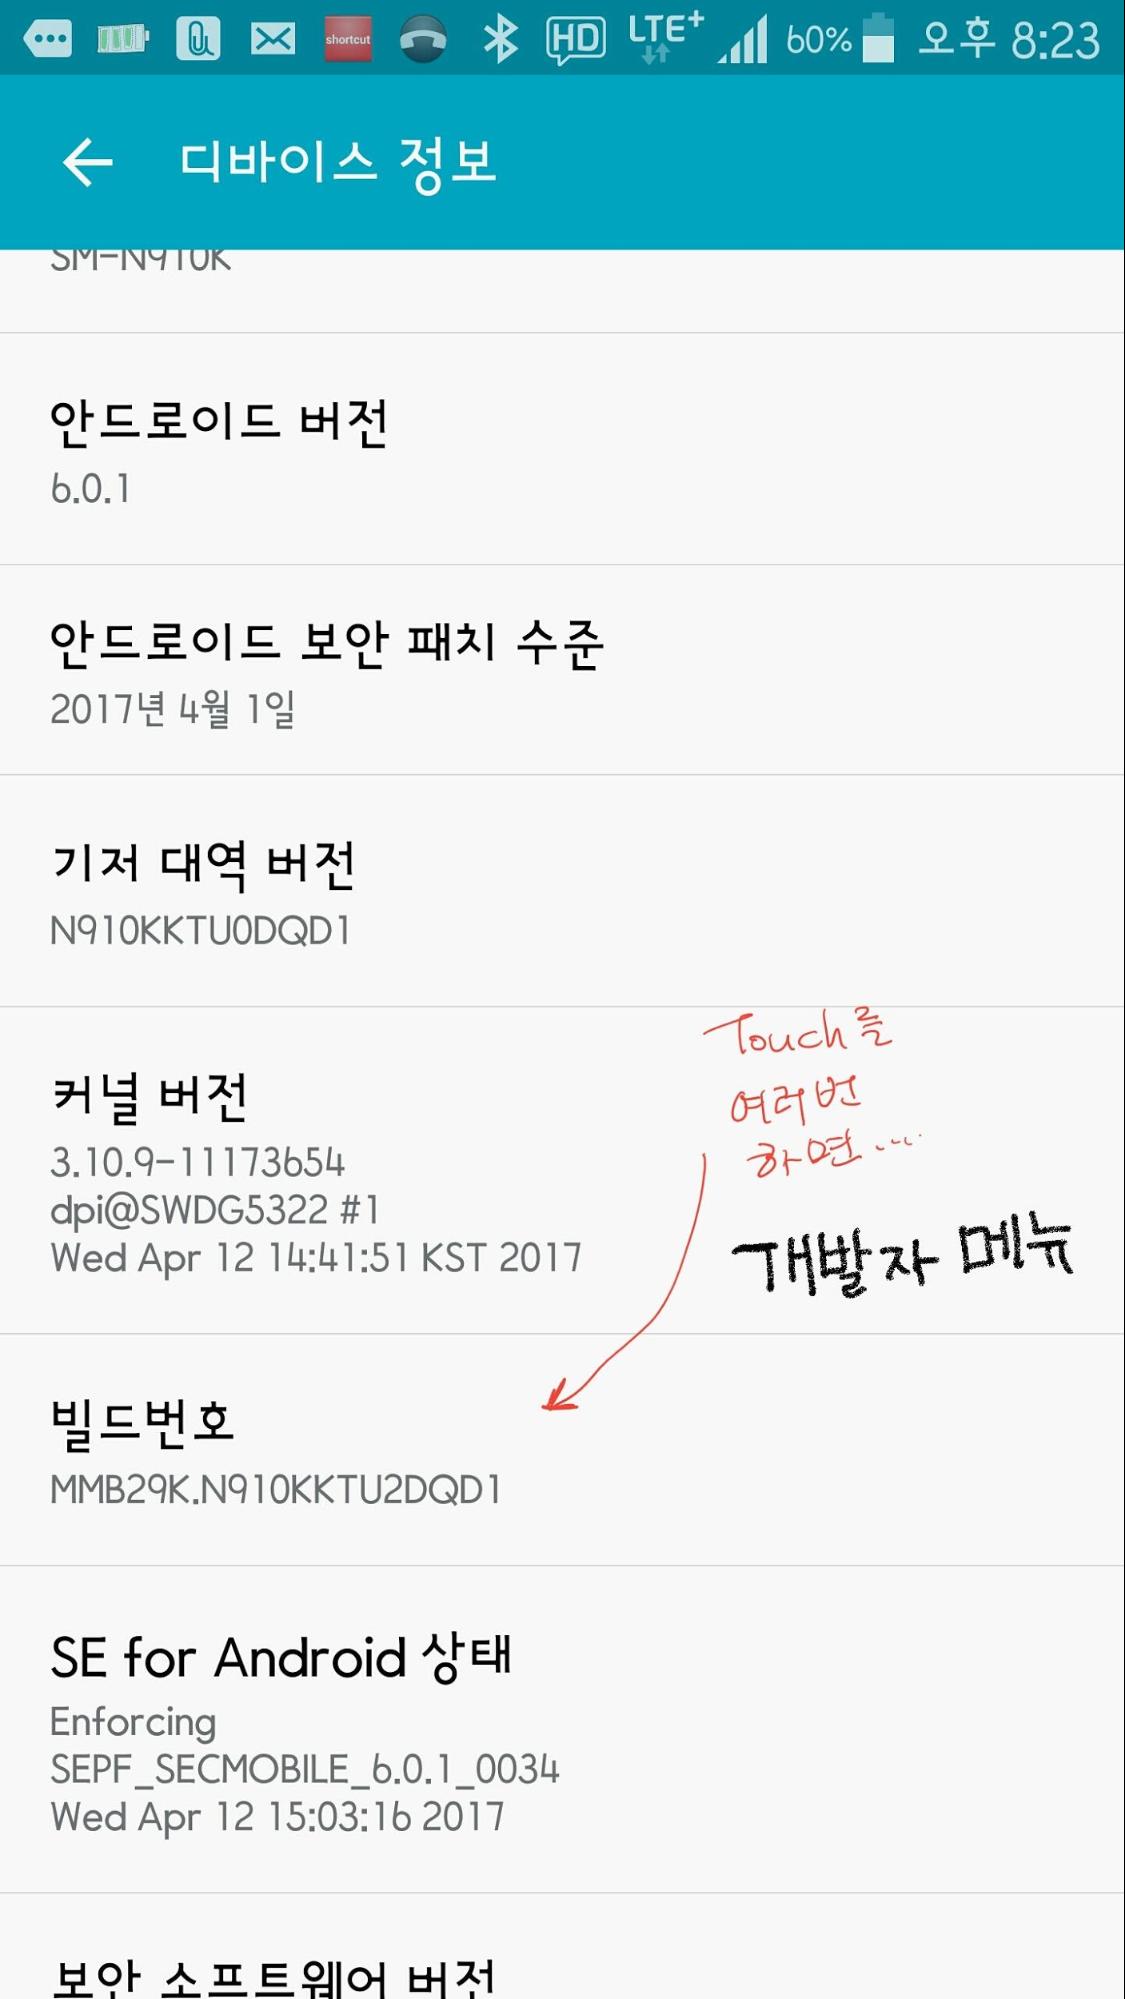 shortcut HD LTE+ 60% 오후 8:23
디바이스 정보
SM-N910K
안드로이드 버전
6.0.1
안드로이드 보안 패치 수준
2017년 4월 1일
기저 대역 버전
N910KKTU0DQD1
Touch를
여러번
하면....
커널 버전
3.10.9-11173654
dpi@SWDG5322 #1
Wed Apr 12 14:41:51 KST 2017
개발자 메뉴
빌드번호
MMB29K.N910KKTU2DQD1
SE for Android 상태
Enforcing
SEPF_SECMOBILE_6.0.1_0034
Wed Apr 12 15:03:16 2017
보안 소프트웨어 버전